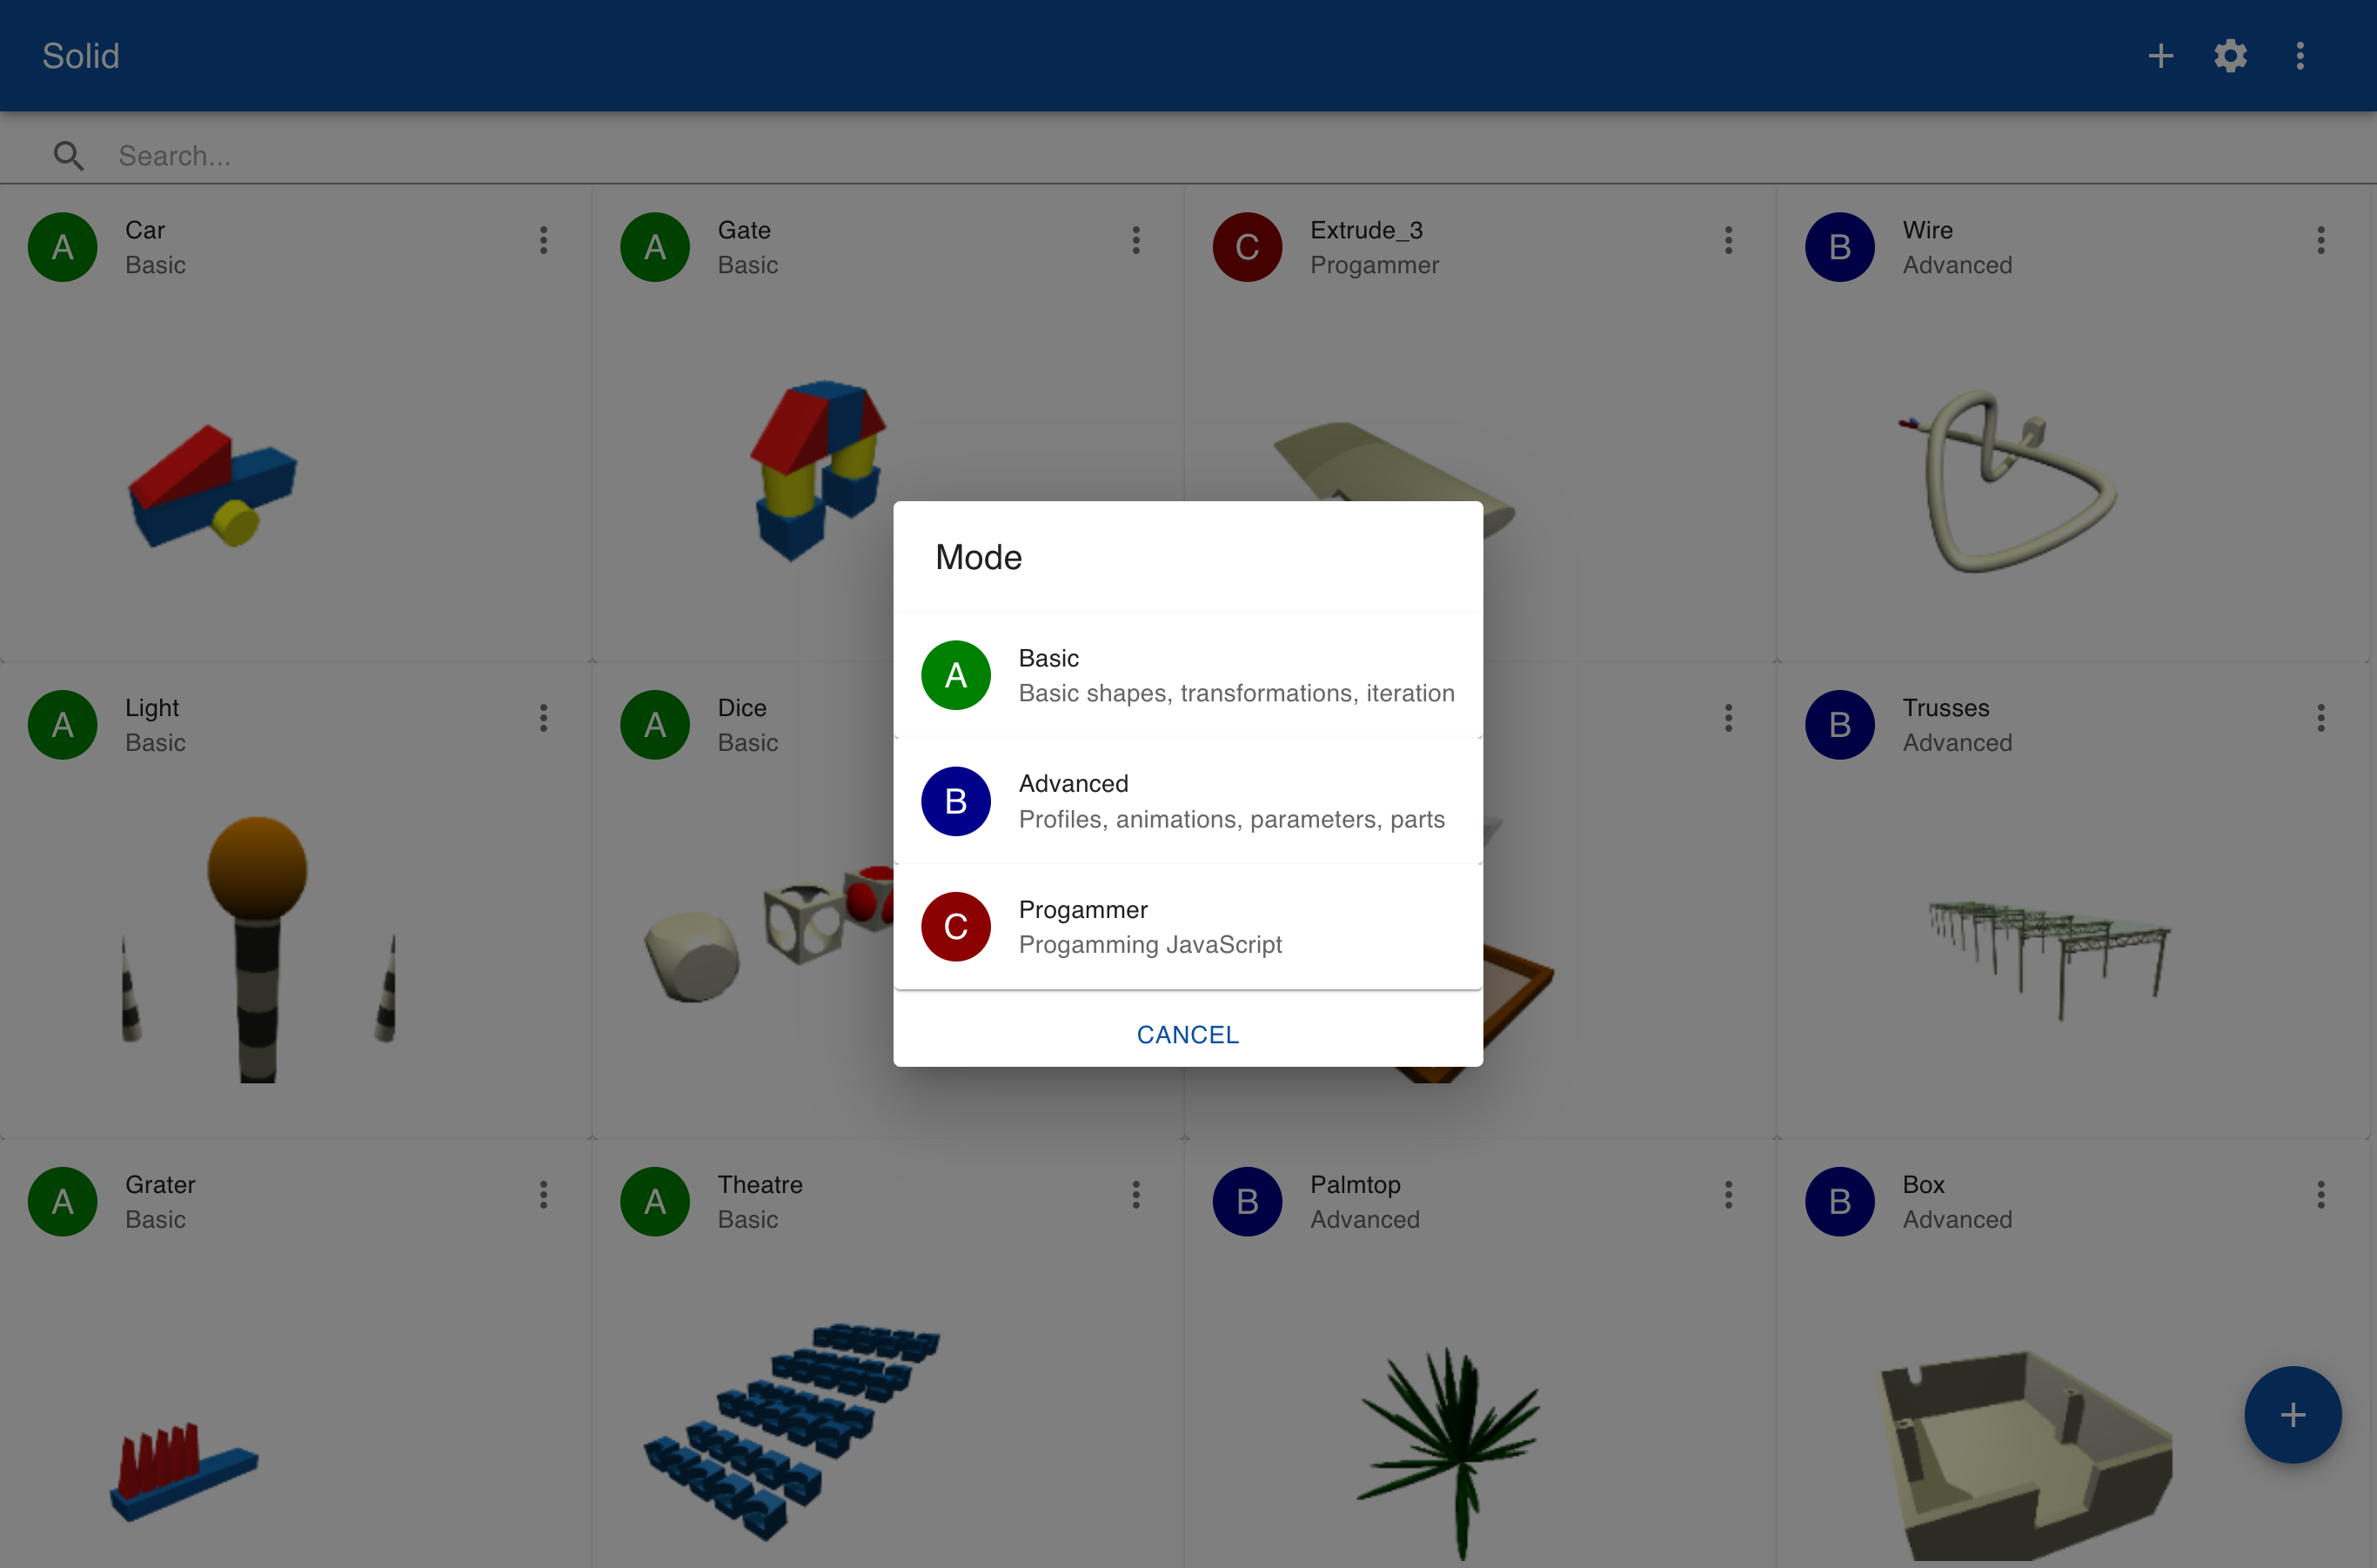 Solid
Search...
A Car
Basic
A Gate
Basic
C Extrude_3
Progammer
B Wire
Advanced
Mode
A Basic
Basic shapes, transformations, iteration
B Advanced
Profiles, animations, parameters, parts
C Progammer
Progamming JavaScript
CANCEL
A Light
Basic
A Dice
Basic
B Trusses
Advanced
A Grater
Basic
A Theatre
Basic
B Palmtop
Advanced
B Box
Advanced